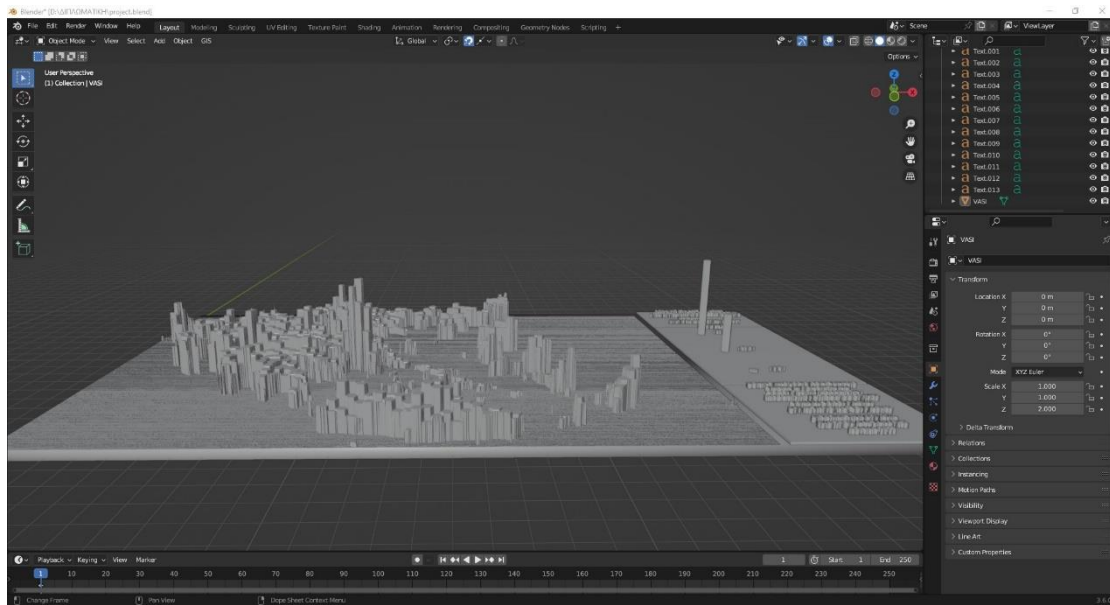 Blender* [D:\ΔΙΠΛΩΜΑΤΙΚΗ\project.blend]
File Edit Render Window Help Layout Modeling Sculpting UV Editing Texture Paint Shading Animation Rendering Compositing Geometry Nodes Scripting + Scene ViewLayer
Object Mode View Select Add Object GIS Global
Options
User Perspective
(1) Collection | VASI
Z
X
Text.001
Text.002
Text.003
Text.004
Text.005
Text.006
Text.007
Text.008
Text.009
Text.010
Text.011
Text.012
Text.013
VASI
VASI
VASI
Transform
Location X 0 m
Y 0 m
Z 0 m
Rotation X 0°
Y 0°
Z 0°
Mode XYZ Euler
Scale X 1.000
Y 1.000
Z 2.000
Delta Transform
Relations
Collections
Instancing
Motion Paths
Visibility
Viewport Display
Line Art
Custom Properties
Playback Keying View Marker 1 Start 1 End 250
1 10 20 30 40 50 60 70 80 90 100 110 120 130 140 150 160 170 180 190 200 210 220 230 240 250
Change Frame Pan View Dope Sheet Context Menu